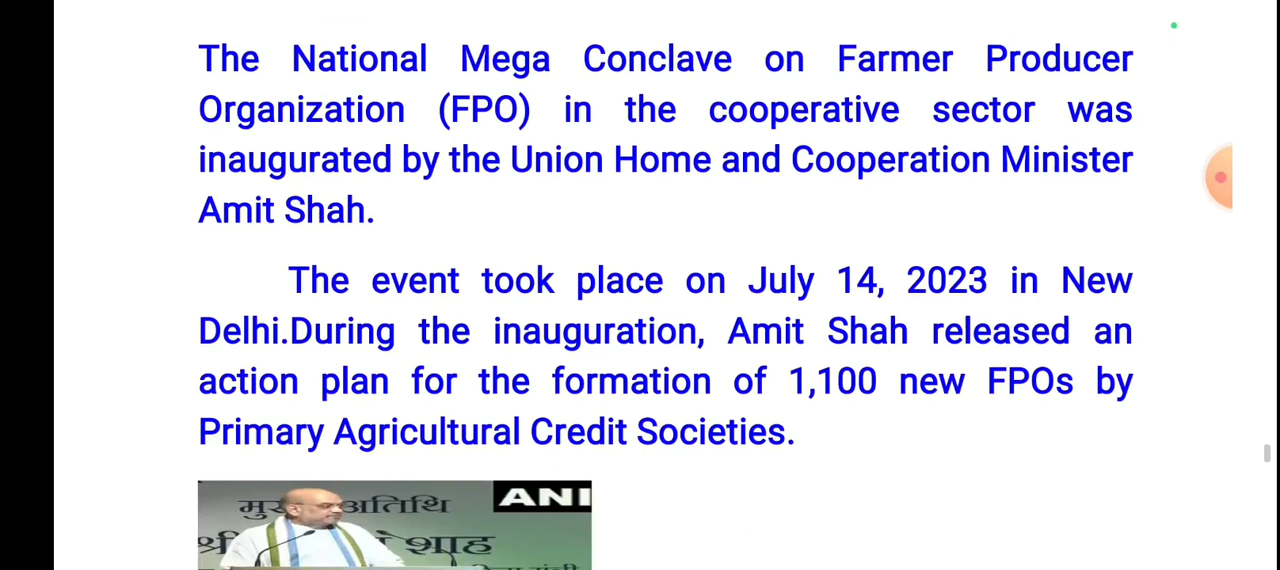 The National Mega Conclave on Farmer Producer
Organization (FPO) in the cooperative sector was
inaugurated by the Union Home and Cooperation Minister
Amit Shah.
The event took place on July 14, 2023 in New
Delhi.During the inauguration, Amit Shah released an
action plan for the formation of 1,100 new FPOs by
Primary Agricultural Credit Societies.
ANI
अतिथि
श्री शाह